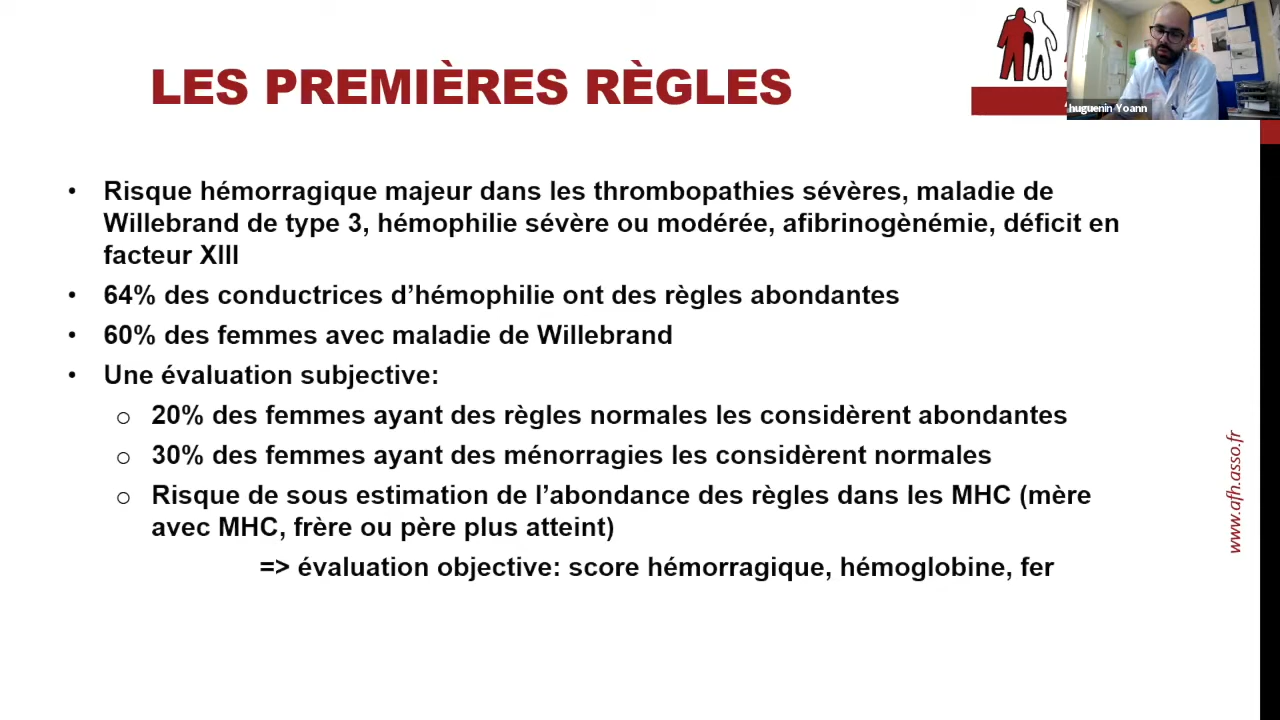 LES PREMIÈRES RÈGLES
huguenin Yoann
• Risque hémorragique majeur dans les thrombopathies sévères, maladie de
Willebrand de type 3, hémophilie sévère ou modérée, afibrinogènémie, déficit en
facteur XIII
• 64% des conductrices d’hémophilie ont des règles abondantes
• 60% des femmes avec maladie de Willebrand
• Une évaluation subjective:
o 20% des femmes ayant des règles normales les considèrent abondantes
o 30% des femmes ayant des ménorragies les considèrent normales
o Risque de sous estimation de l’abondance des règles dans les MHC (mère
avec MHC, frère ou père plus atteint)
=> évaluation objective: score hémorragique, hémoglobine, fer
www.afh.asso.fr